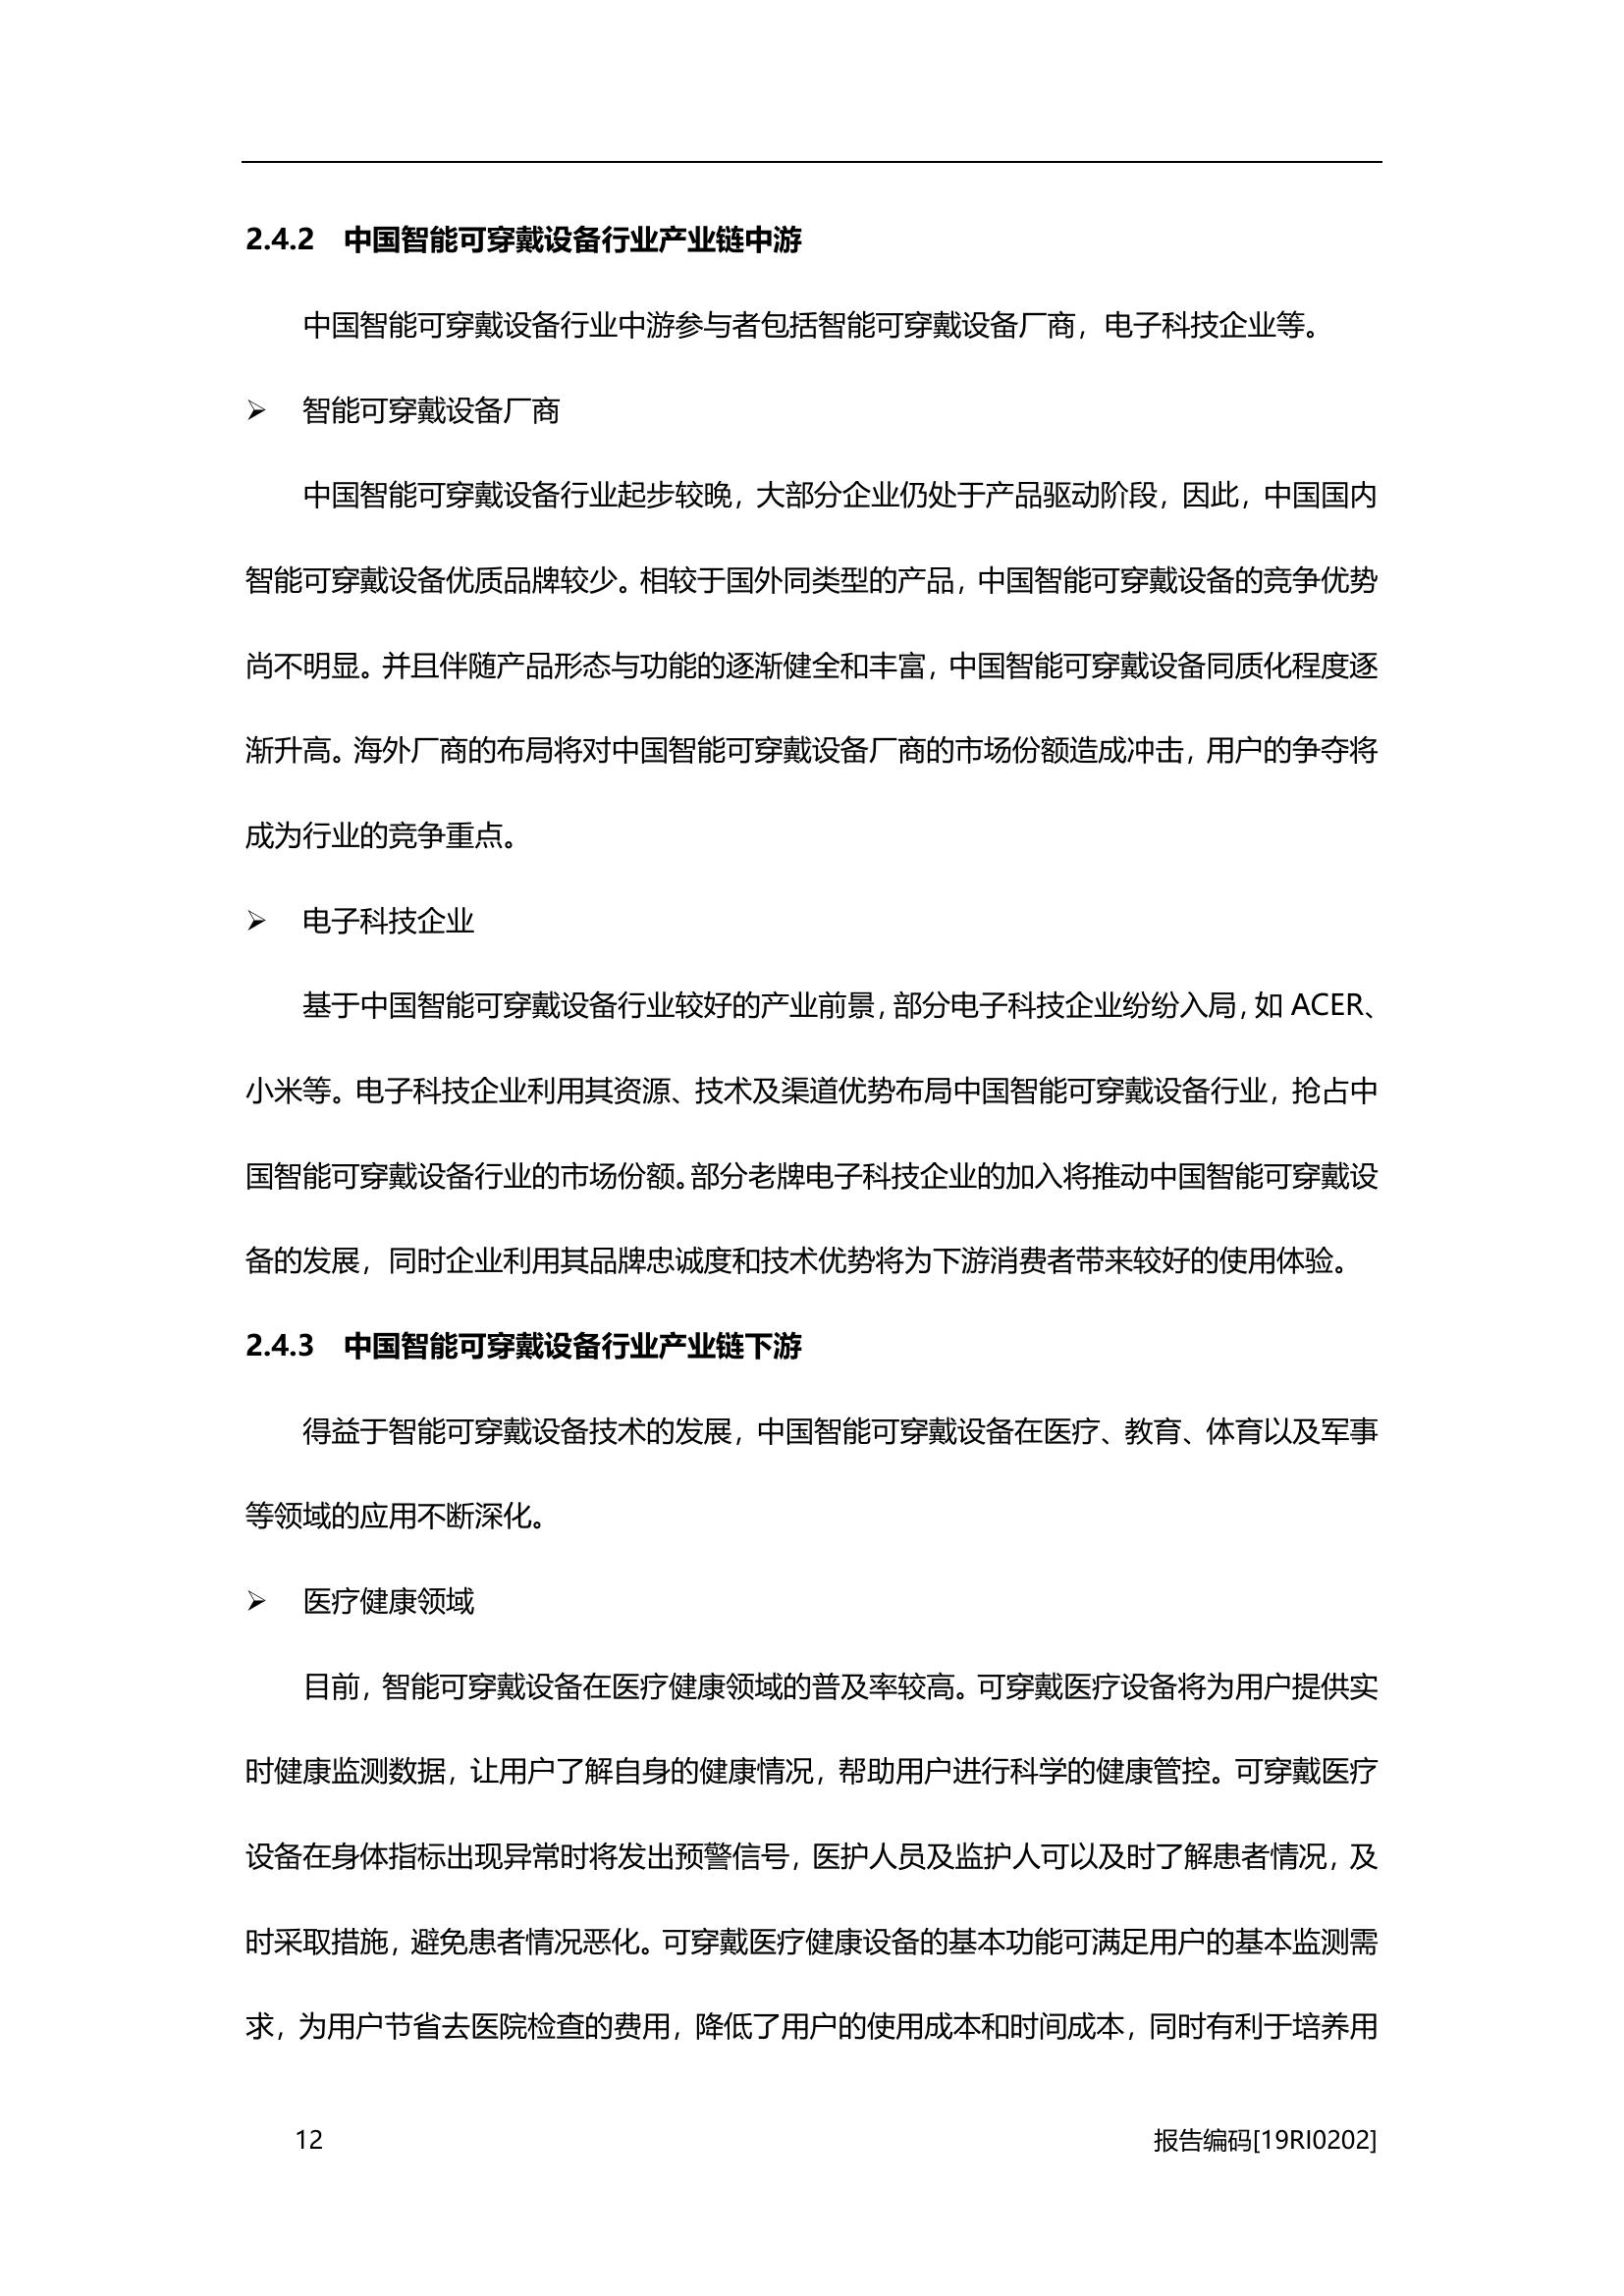 2.4.2 中国智能可穿戴设备行业产业链中游
中国智能可穿戴设备行业中游参与者包括智能可穿戴设备厂商，电子科技企业等。
➢ 智能可穿戴设备厂商
中国智能可穿戴设备行业起步较晚，大部分企业仍处于产品驱动阶段，因此，中国国内
智能可穿戴设备优质品牌较少。相较于国外同类型的产品，中国智能可穿戴设备的竞争优势
尚不明显。并且伴随产品形态与功能的逐渐健全和丰富，中国智能可穿戴设备同质化程度逐
渐升高。海外厂商的布局将对中国智能可穿戴设备厂商的市场份额造成冲击，用户的争夺将
成为行业的竞争重点。
➢ 电子科技企业
基于中国智能可穿戴设备行业较好的产业前景，部分电子科技企业纷纷入局，如 ACER、
小米等。电子科技企业利用其资源、技术及渠道优势布局中国智能可穿戴设备行业，抢占中
国智能可穿戴设备行业的市场份额。部分老牌电子科技企业的加入将推动中国智能可穿戴设
备的发展，同时企业利用其品牌忠诚度和技术优势将为下游消费者带来较好的使用体验。
2.4.3 中国智能可穿戴设备行业产业链下游
得益于智能可穿戴设备技术的发展，中国智能可穿戴设备在医疗、教育、体育以及军事
等领域的应用不断深化。
➢ 医疗健康领域
目前，智能可穿戴设备在医疗健康领域的普及率较高。可穿戴医疗设备将为用户提供实
时健康监测数据，让用户了解自身的健康情况，帮助用户进行科学的健康管控。可穿戴医疗
设备在身体指标出现异常时将发出预警信号，医护人员及监护人可以及时了解患者情况，及
时采取措施，避免患者情况恶化。可穿戴医疗健康设备的基本功能可满足用户的基本监测需
求，为用户节省去医院检查的费用，降低了用户的使用成本和时间成本，同时有利于培养用
12 报告编码[19RI0202]